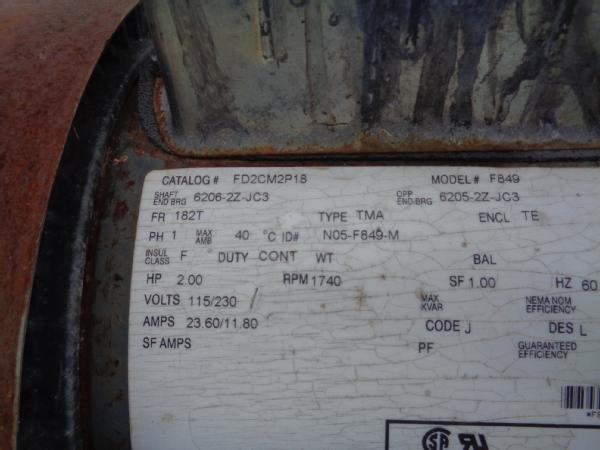 CATALOG # FD2CM2P18 MODEL# F849
SHAFT END BRG 6206-2Z-JC3 OPP END BRG 6205-2Z-JC3
FR 182T TYPE TMA ENCL TE
PH 1 MAX AMB 40 °C ID# N05-F849-M
INSUL CLASS F DUTY CONT WT BAL
HP 2.00 RPM 1740 SF 1.00 HZ 60
VOLTS 115/230 / MAX KVAR NEMA NOM EFFICIENCY
AMPS 23.60/11.80 CODE J DES L
SF AMPS PF GUARANTEED EFFICIENCY